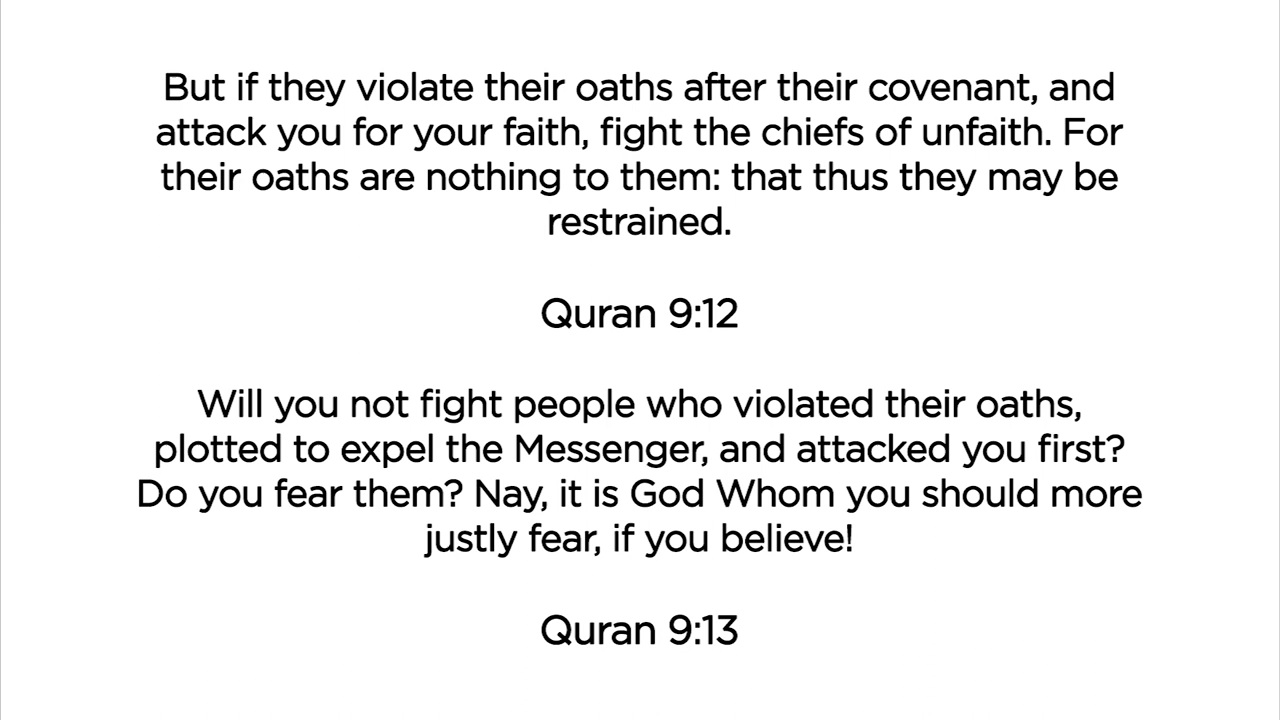 But if they violate their oaths after their covenant, and
attack you for your faith, fight the chiefs of unfaith. For
their oaths are nothing to them: that thus they may be
restrained.
Quran 9:12
Will you not fight people who violated their oaths,
plotted to expel the Messenger, and attacked you first?
Do you fear them? Nay, it is God Whom you should more
justly fear, if you believe!
Quran 9:13